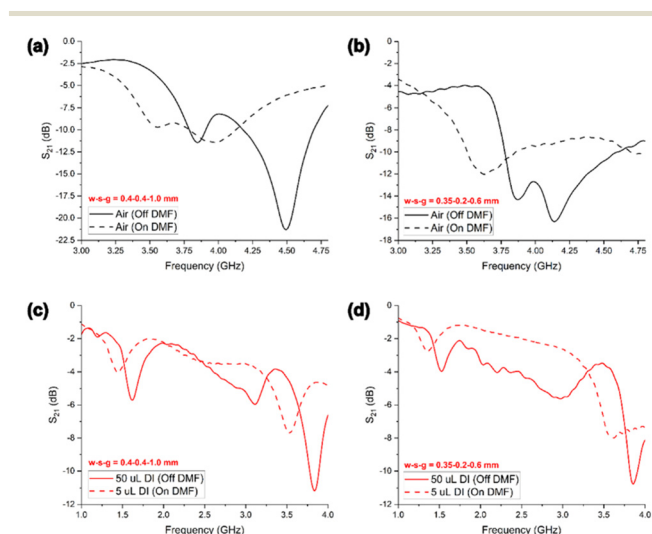 (a)
0.0
-2.5
-5.0
-7.5
-10.0
-12.5
-15.0
-17.5
-20.0
-22.5
S21 (dB)
w-s-g = 0.4-0.4-1.0 mm
Air (Off DMF)
Air (On DMF)
3.00 3.25 3.50 3.75 4.00 4.25 4.50 4.75
Frequency (GHz)
(b)
0
-2
-4
-6
-8
-10
-12
-14
-16
-18
S21 (dB)
w-s-g = 0.35-0.2-0.6 mm
Air (Off DMF)
Air (On DMF)
3.00 3.25 3.50 3.75 4.00 4.25 4.50 4.75
Frequency (GHz)
(c)
0
-2
-4
-6
-8
-10
-12
S21 (dB)
w-s-g = 0.4-0.4-1.0 mm
50 uL DI (Off DMF)
5 uL DI (On DMF)
1.0 1.5 2.0 2.5 3.0 3.5 4.0
Frequency (GHz)
(d)
0
-2
-4
-6
-8
-10
-12
S21 (dB)
w-s-g = 0.35-0.2-0.6 mm
50 uL DI (Off DMF)
5 uL DI (On DMF)
1.0 1.5 2.0 2.5 3.0 3.5 4.0
Frequency (GHz)